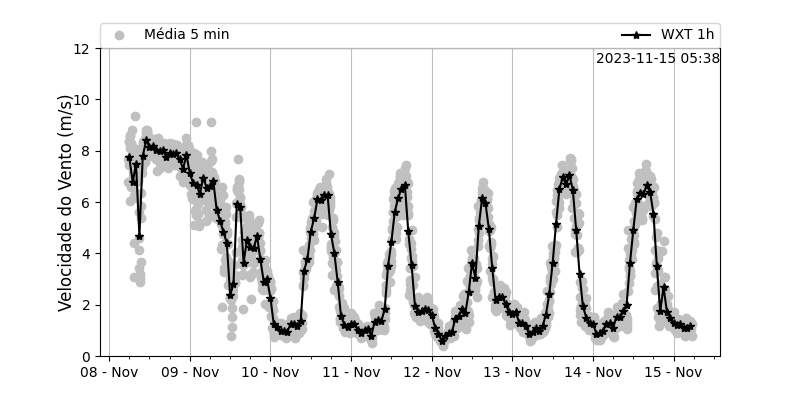 Média 5 min WXT 1h
2023-11-15 05:38
Velocidade do Vento (m/s)
12
10
8
6
4
2
0
08 - Nov 09 - Nov 10 - Nov 11 - Nov 12 - Nov 13 - Nov 14 - Nov 15 - Nov